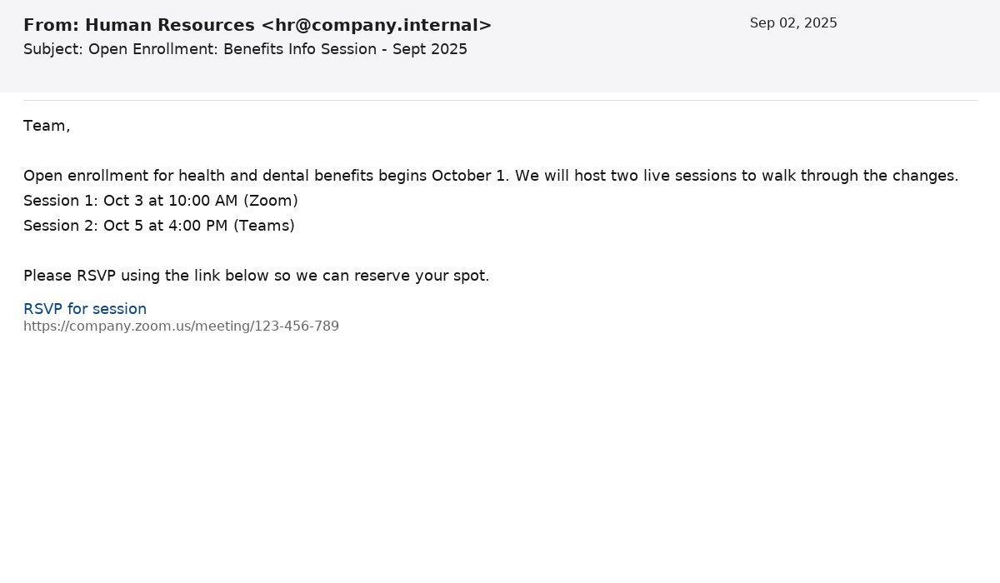 From: Human Resources <hr@company.internal>
Sep 02, 2025
Subject: Open Enrollment: Benefits Info Session - Sept 2025
Team,
Open enrollment for health and dental benefits begins October 1. We will host two live sessions to walk through the changes.
Session 1: Oct 3 at 10:00 AM (Zoom)
Session 2: Oct 5 at 4:00 PM (Teams)
Please RSVP using the link below so we can reserve your spot.
RSVP for session
https://company.zoom.us/meeting/123-456-789